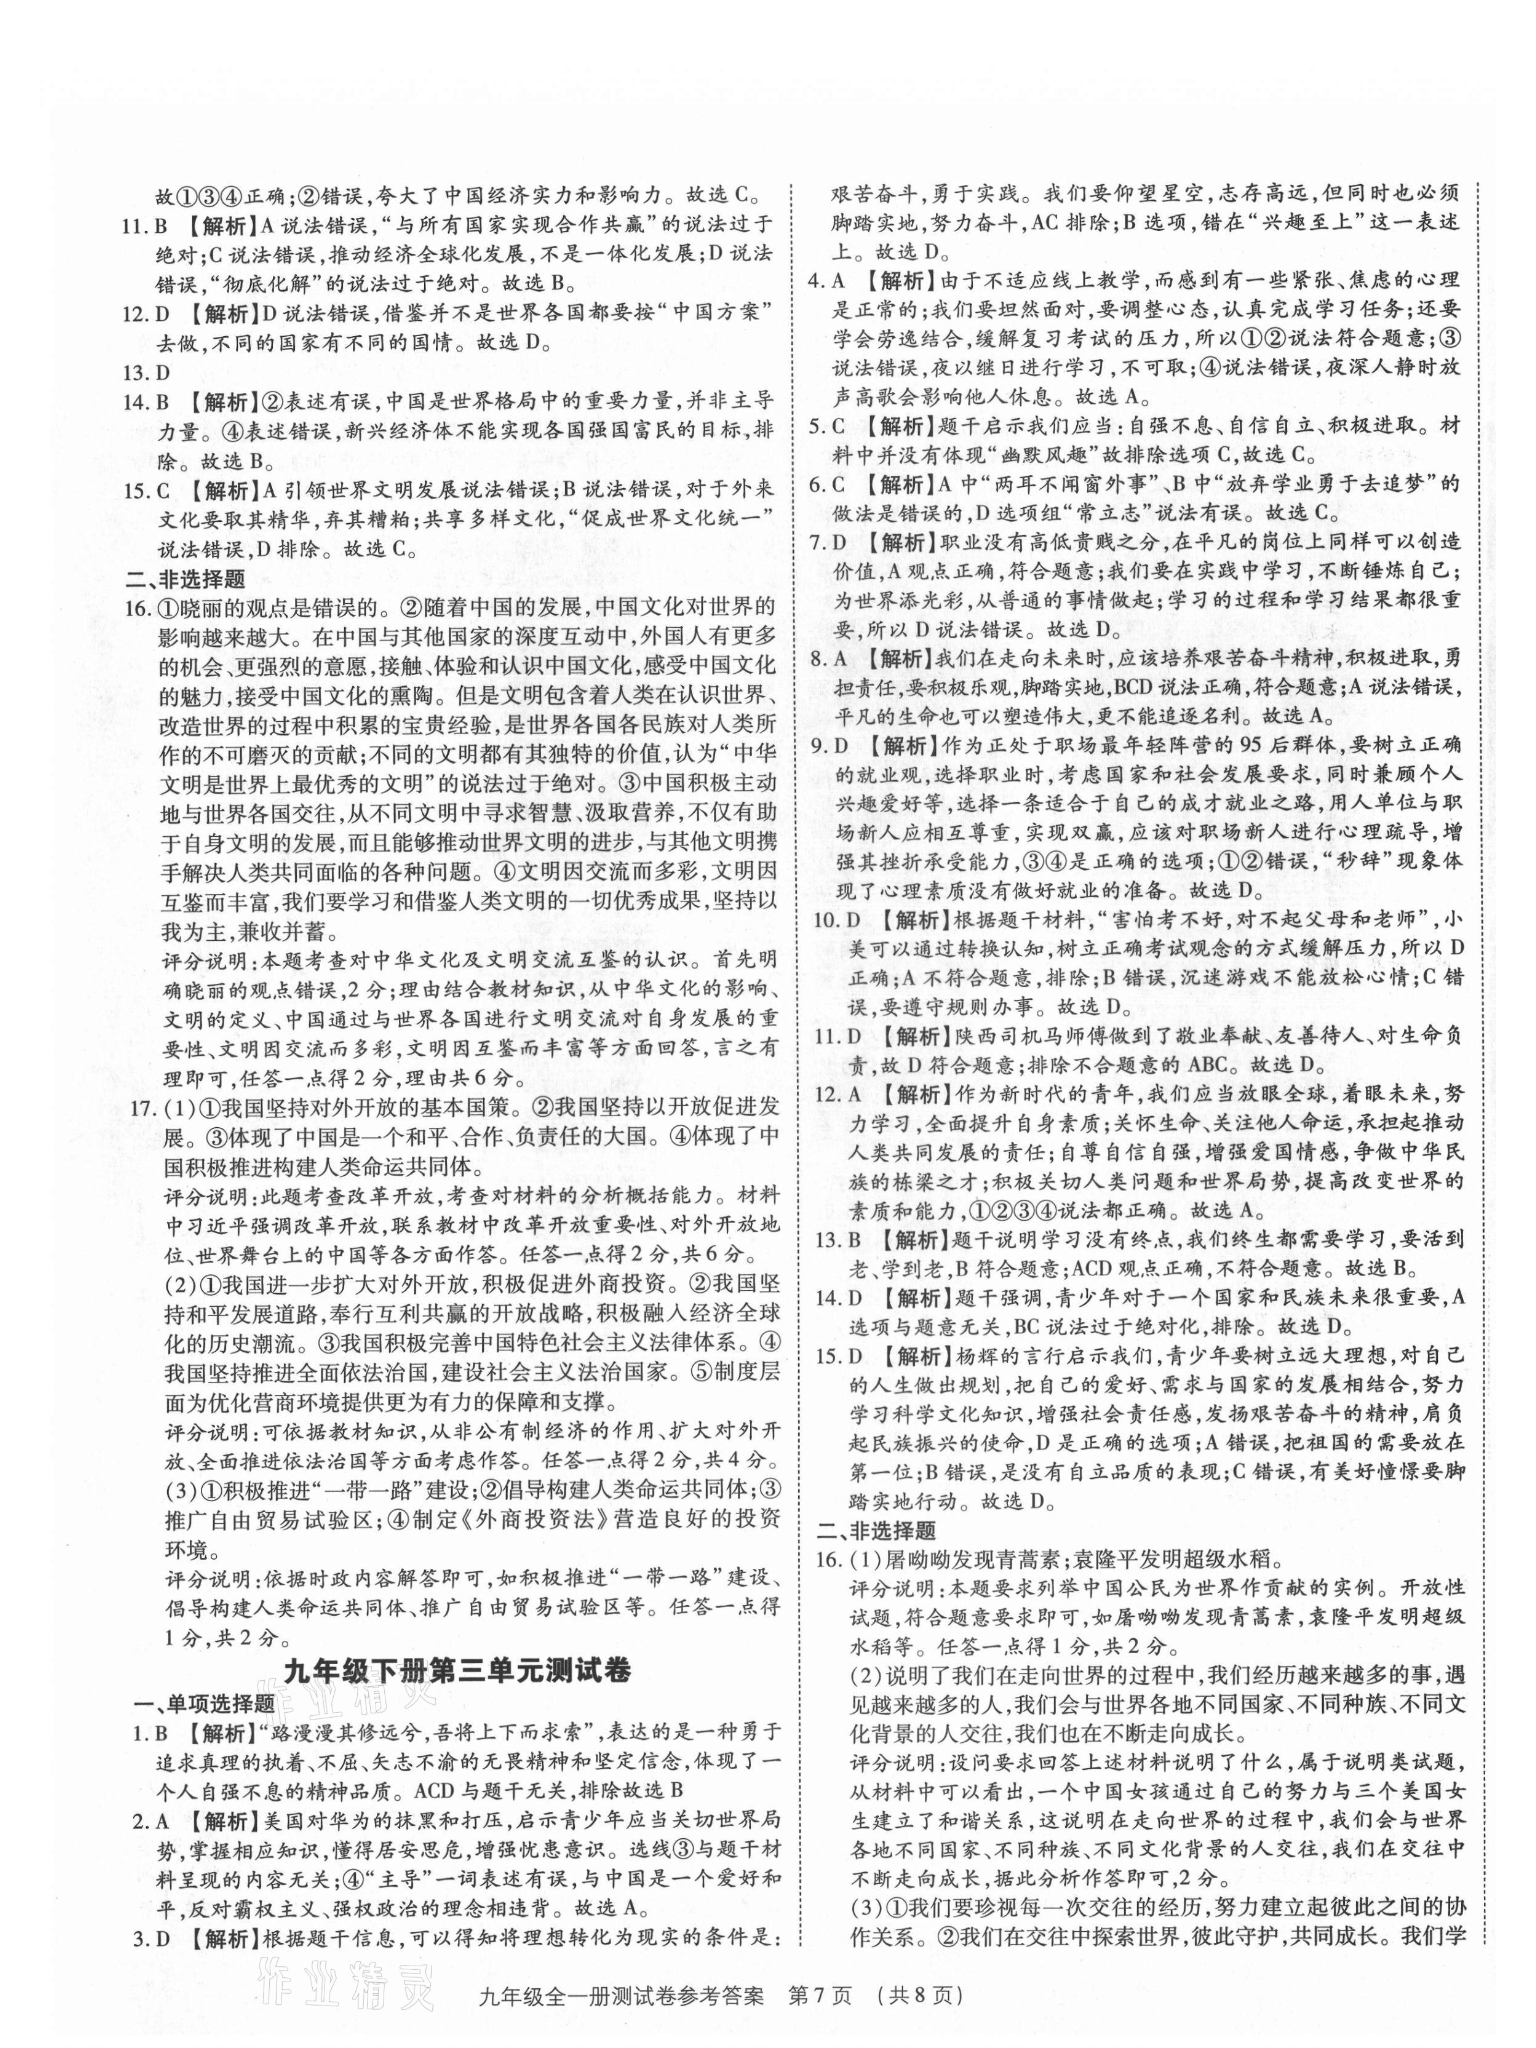 故①③④正确;②错误,夸大了中国经济实力和影响力。故选 C。
11. B 【解析】A 说法错误,“与所有国家实现合作共赢”的说法过于
绝对;C 说法错误,推动经济全球化发展,不是一体化发展;D 说法
错误,“彻底化解”的说法过于绝对。故选 B。
12. D 【解析】D 说法错误,借鉴并不是世界各国都要按“中国方案”
去做,不同的国家有不同的国情。故选 D。
13. D
14. B 【解析】②表述有误,中国是世界格局中的重要力量,并非主导
力量。④表述错误,新兴经济体不能实现各国强国富民的目标,排
除。故选 B。
15. C 【解析】A 引领世界文明发展说法错误;B 说法错误,对于外来
文化要取其精华,弃其糟粕;共享多样文化,“促成世界文化统一”
说法错误,D 排除。故选 C。
二、非选择题
16. ①晓丽的观点是错误的。②随着中国的发展,中国文化对世界的
影响越来越大。在中国与其他国家的深度互动中,外国人有更多
的机会、更强烈的意愿,接触、体验和认识中国文化,感受中国文化
的魅力,接受中国文化的熏陶。但是文明包含着人类在认识世界、
改造世界的过程中积累的宝贵经验,是世界各国各民族对人类所
作的不可磨灭的贡献;不同的文明都有其独特的价值,认为“中华
文明是世界上最优秀的文明”的说法过于绝对。③中国积极主动
地与世界各国交往,从不同文明中寻求智慧、汲取营养,不仅有助
于自身文明的发展,而且能够推动世界文明的进步,与其他文明携
手解决人类共同面临的各种问题。④文明因交流而多彩,文明因
互鉴而丰富,我们要学习和借鉴人类文明的一切优秀成果,坚持以
我为主,兼收并蓄。
评分说明:本题考查对中华文化及文明交流互鉴的认识。首先明
确晓丽的观点错误,2 分;理由结合教材知识,从中华文化的影响、
文明的定义、中国通过与世界各国进行文明交流对自身发展的重
要性、文明因交流而多彩,文明因互鉴而丰富等方面回答,言之有
理即可,任答一点得 2 分,理由共 6 分。
17. (1)①我国坚持对外开放的基本国策。②我国坚持以开放促进发
展。③体现了中国是一个和平、合作、负责任的大国。④体现了中
国积极推进构建人类命运共同体。
评分说明:此题考查改革开放,考查对材料的分析概括能力。材料
中习近平强调改革开放,联系教材中改革开放重要性、对外开放地
位、世界舞台上的中国等各方面作答。任答一点得 2 分,共 6 分。
(2)①我国进一步扩大对外开放,积极促进外商投资。②我国坚
持和平发展道路,奉行互利共赢的开放战略,积极融入经济全球
化的历史潮流。③我国积极完善中国特色社会主义法律体系。④
我国坚持推进全面依法治国,建设社会主义法治国家。⑤制度层
面为优化营商环境提供更为有力的保障和支撑。
评分说明:可依据教材知识,从非公有制经济的作用、扩大对外开
放、全面推进依法治国等方面考虑作答。任答一点得 2 分,共 4 分。
(3)①积极推进“一带一路”建设;②倡导构建人类命运共同体;③
推广自由贸易试验区;④制定《外商投资法》营造良好的投资
环境。
评分说明:依据时政内容解答即可,如积极推进“一带一路”建设、
倡导构建人类命运共同体、推广自由贸易试验区等。任答一点得
1 分,共 2 分。
九年级下册第三单元测试卷
一、单项选择题
1. B 【解析】“路漫漫其修远兮,吾将上下而求索”,表达的是一种勇于
追求真理的执着、不屈、矢志不渝的无畏精神和坚定信念,体现了一
个人自强不息的精神品质。ACD 与题干无关,排除故选 B
2. A 【解析】美国对华为的抹黑和打压,启示青少年应当关切世界局
势,掌握相应知识,懂得居安思危,增强忧患意识。选线③与题干材
料呈现的内容无关;④“主导”一词表述有误,与中国是一个爱好和
平,反对霸权主义、强权政治的理念相违背。故选 A。
3. D 【解析】根据题干信息,可以得知将理想转化为现实的条件是:
艰苦奋斗,勇于实践。我们要仰望星空,志存高远,但同时也必须
脚踏实地,努力奋斗,AC 排除;B 选项,错在“兴趣至上”这一表述
上。故选 D。
4. A 【解析】由于不适应线上教学,而感到有一些紧张、焦虑的心理
是正常的;我们要坦然面对,要调整心态,认真完成学习任务;还要
学会劳逸结合,缓解复习考试的压力,所以①②说法符合题意;③
说法错误,夜以继日进行学习,不可取;④说法错误,夜深人静时放
声高歌会影响他人休息。故选 A。
5. C 【解析】题干启示我们应当:自强不息、自信自立、积极进取。材
料中并没有体现“幽默风趣”故排除选项 C,故选 C。
6. C 【解析】A 中“两耳不闻窗外事”、B 中“放弃学业勇于去追梦”的
做法是错误的,D 选项组“常立志”说法有误。故选 C。
7. D 【解析】职业没有高低贵贱之分,在平凡的岗位上同样可以创造
价值,A 观点正确,符合题意;我们要在实践中学习,不断锤炼自己;
为世界添光彩,从普通的事情做起;学习的过程和学习结果都很重
要,所以 D 说法错误。故选 D。
8. A 【解析】我们在走向未来时,应该培养艰苦奋斗精神,积极进取,勇
担责任,要积极乐观,脚踏实地,BCD 说法正确,符合题意;A 说法错误,
平凡的生命也可以塑造伟大,更不能追逐名利。故选 A。
9. D 【解析】作为正处于职场最年轻阵营的 95 后群体,要树立正确
的就业观,选择职业时,考虑国家和社会发展要求,同时兼顾个人
兴趣爱好等,选择一条适合于自己的成才就业之路,用人单位与职
场新人应相互尊重,实现双赢,应该对职场新人进行心理疏导,增
强其挫折承受能力,③④是正确的选项;①②错误,“秒辞”现象体
现了心理素质没有做好就业的准备。故选 D。
10. D 【解析】根据题干材料,“害怕考不好,对不起父母和老师”,小
美可以通过转换认知,树立正确考试观念的方式缓解压力,所以 D
正确;A 不符合题意,排除;B 错误,沉迷游戏不能放松心情;C 错
误,要遵守规则办事。故选 D。
11. D 【解析】陕西司机马师傅做到了敬业奉献、友善待人、对生命负
责,故 D 符合题意;排除不合题意的 ABC。故选 D。
12. A 【解析】作为新时代的青年,我们应当放眼全球,着眼未来,努
力学习,全面提升自身素质;关怀生命、关注他人命运,承担起推动
人类共同发展的责任;自尊自信自强,增强爱国情感,争做中华民
族的栋梁之才;积极关切人类问题和世界局势,提高改变世界的
素质和能力,①②③④说法都正确。故选 A。
13. B 【解析】题干说明学习没有终点,我们终生都需要学习,要活到
老、学到老,B 符合题意;ACD 观点正确,不符合题意。故选 B。
14. D 【解析】题干强调,青少年对于一个国家和民族未来很重要,A
选项与题意无关,BC 说法过于绝对化,排除。故选 D。
15. D 【解析】杨辉的言行启示我们,青少年要树立远大理想,对自己
的人生做出规划,把自己的爱好、需求与国家的发展相结合,努力
学习科学文化知识,增强社会责任感,发扬艰苦奋斗的精神,肩负
起民族振兴的使命,D 是正确的选项;A 错误,把祖国的需要放在
第一位;B 错误,是没有自立品质的表现;C 错误,有美好憧憬要脚
踏实地行动。故选 D。
二、非选择题
16. (1)屠呦呦发现青蒿素;袁隆平发明超级水稻。
评分说明:本题要求列举中国公民为世界作贡献的实例。开放性
试题,符合题意要求即可,如屠呦呦发现青蒿素,袁隆平发明超级
水稻等。任答一点得 1 分,共 2 分。
(2)说明了我们在走向世界的过程中,我们经历越来越多的事,遇
见越来越多的人,我们会与世界各地不同国家、不同种族、不同文
化背景的人交往,我们也在不断走向成长。
评分说明:设问要求回答上述材料说明了什么,属于说明类试题,
从材料中可以看出,一个中国女孩通过自己的努力与三个美国女
生建立了和谐关系,这说明在走向世界的过程中,我们会与世界
各地不同国家、不同种族、不同文化背景的人交往,我们在交往中
不断走向成长,据此分析作答即可,2 分。
(3)①我们要珍视每一次交往的经历,努力建立起彼此之间的协
作关系。②我们在交往中探索世界,彼此守护,共同成长。我们学
九年级全一册测试卷参考答案 第 7 页 (共 8 页)
作业精灵
作业精灵